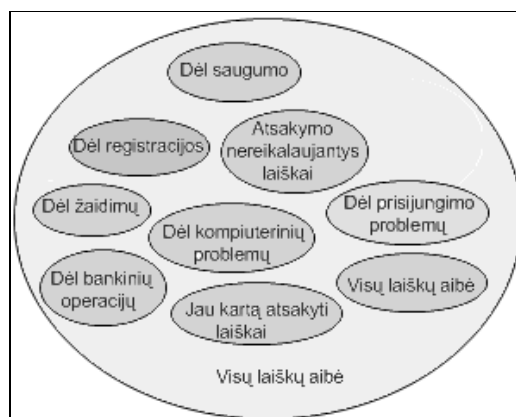 Dėl saugumo
Dėl registracijos
Atsakymo
nereikalaujantys
laiškai
Dėl žaidimų
Dėl prisijungimo
problemų
Dėl kompiuterinių
problemų
Dėl bankinių
operacijų
Visų laiškų aibė
Jau kartą atsakyti
laiškai
Visų laiškų aibė